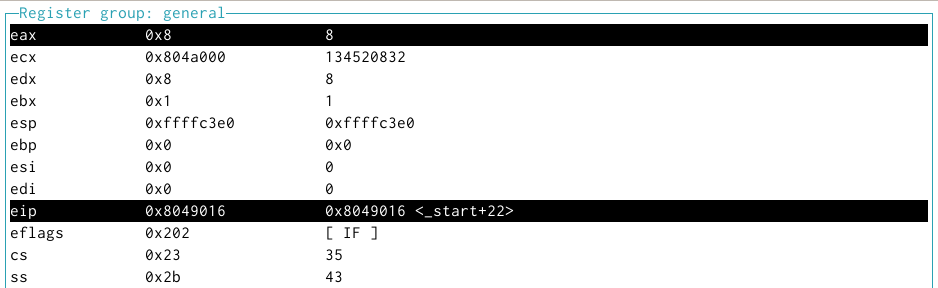 Register group: general
eax 0x8 8
ecx 0x804a000 134520832
edx 0x8 8
ebx 0x1 1
esp 0xffffc3e0 0xffffc3e0
ebp 0x0 0x0
esi 0x0 0
edi 0x0 0
eip 0x8049016 0x8049016 <_start+22>
eflags 0x202 [ IF ]
cs 0x23 35
ss 0x2b 43